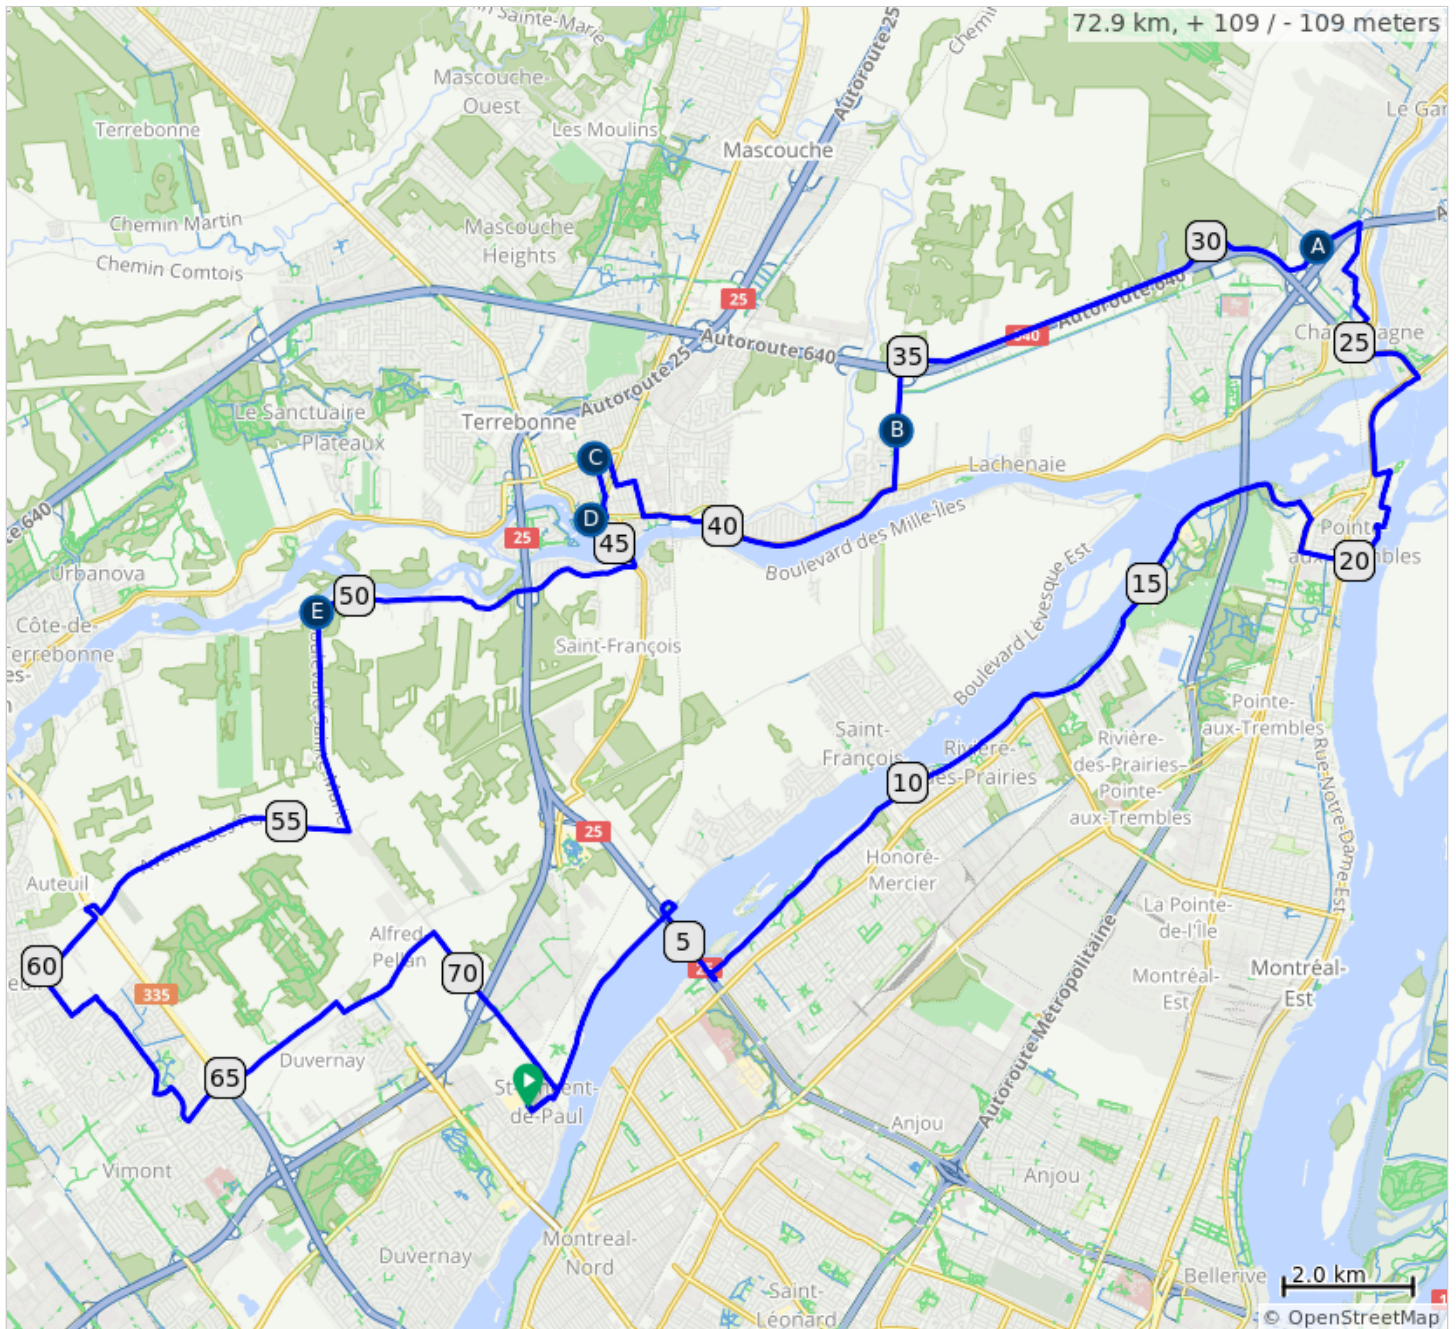 72.9 km, + 109 / - 109 meters
Sainte-Marie
Autoroute 25
Mascouche-
Ouest
Le Gar
Terrebonne
Les Moulins
Mascouche
Chemin Martin
Mascouche
Heights
Chemin Comtois
30
A
25
Autoroute 640
640
25
Autoroute 640
35
Autoroute 25
Le Sanctuaire
Plateaux
Terrebonne
B
C
Lachenaie
D
40
45
25
Boulevard des Mille-Îles
20
Urbanova
50
E
15
Côte-de-
Terrebonne
Saint-François
Boulevard Lévesque Est
Pointe-
aux-Trembles
Saint-
François
Rivière-
des-Prairies
Rivière-
des-Prairies–
Pointe-
aux-Trembles
10
Rue Notre-Dame Est
55
25
Auteuil
Honoré-
Mercier
La Pointe-
de-l'Île
Alfred
Pellan
5
60
70
335
Montréal-
Est
Montréal-
Est
Autoroute Métropolitaine
Duvernay
65
de-Paul
Anjou
Anjou
Vimont
Duvernay
Montreal-
Nord
Saint-
Léonard
Bellerive
2.0 km
© OpenStreetMap